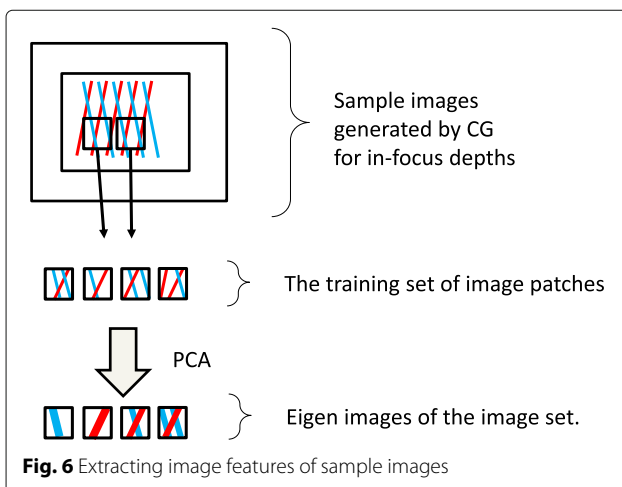 Sample images
generated by CG
for in-focus depths
The training set of image patches
PCA
Eigen images of the image set.
Fig. 6 Extracting image features of sample images